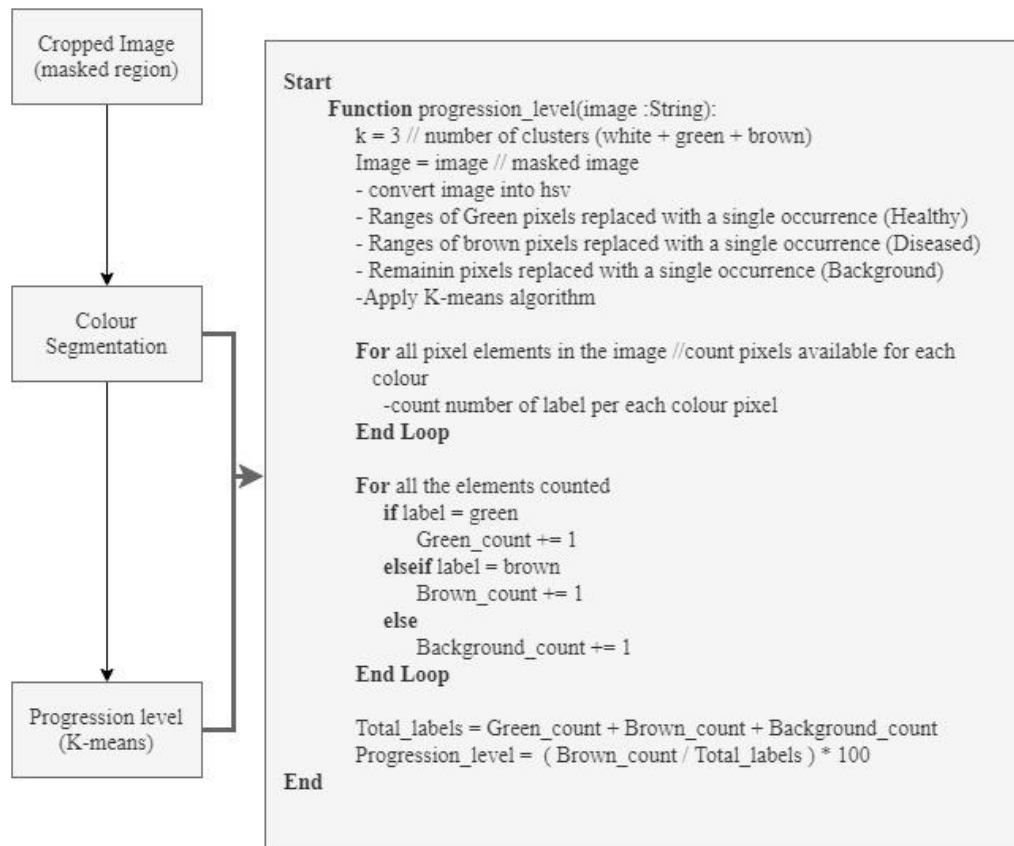 Cropped Image
(masked region)
Colour
Segmentation
Progression level
(K-means)
Start
Function progression_level(image :String):
k = 3 // number of clusters (white + green + brown)
Image = image // masked image
- convert image into hsv
- Ranges of Green pixels replaced with a single occurrence (Healthy)
- Ranges of brown pixels replaced with a single occurrence (Diseased)
- Remainin pixels replaced with a single occurrence (Background)
-Apply K-means algorithm
For all pixel elements in the image //count pixels available for each
colour
-count number of label per each colour pixel
End Loop
For all the elements counted
if label = green
Green_count += 1
elseif label = brown
Brown_count += 1
else
Background_count += 1
End Loop
Total_labels = Green_count + Brown_count + Background_count
Progression_level = ( Brown_count / Total_labels ) * 100
End